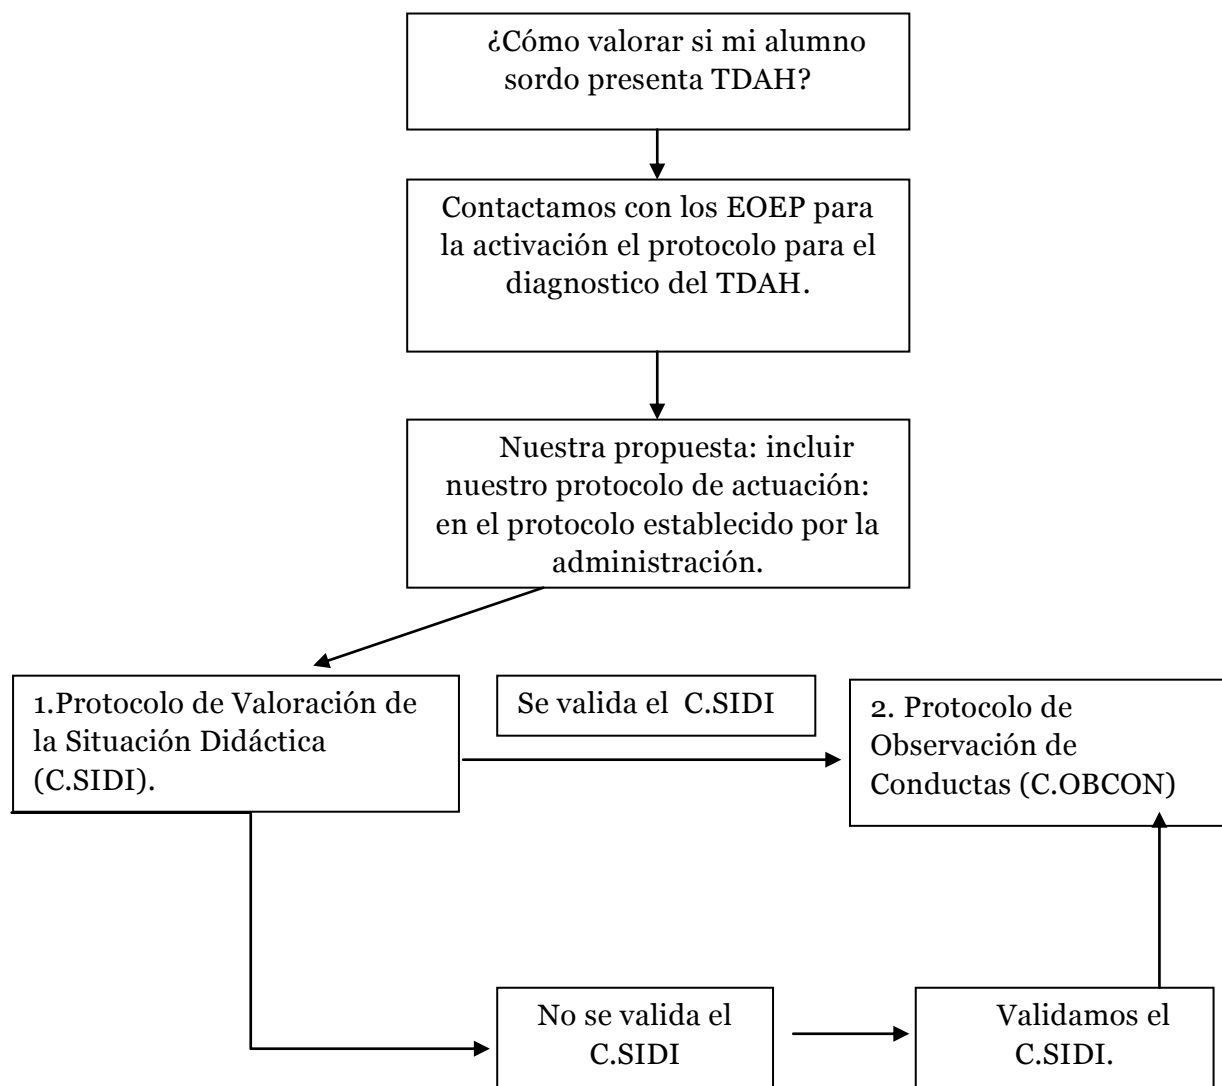 ¿Cómo valorar si mi alumno
sordo presenta TDAH?
Contactamos con los EOEP para
la activación el protocolo para el
diagnostico del TDAH.
Nuestra propuesta: incluir
nuestro protocolo de actuación:
en el protocolo establecido por la
administración.
1.Protocolo de Valoración de
la Situación Didáctica
(C.SIDI).
Se valida el C.SIDI
2. Protocolo de
Observación de
Conductas (C.OBCON)
No se valida el
C.SIDI
Validamos el
C.SIDI.